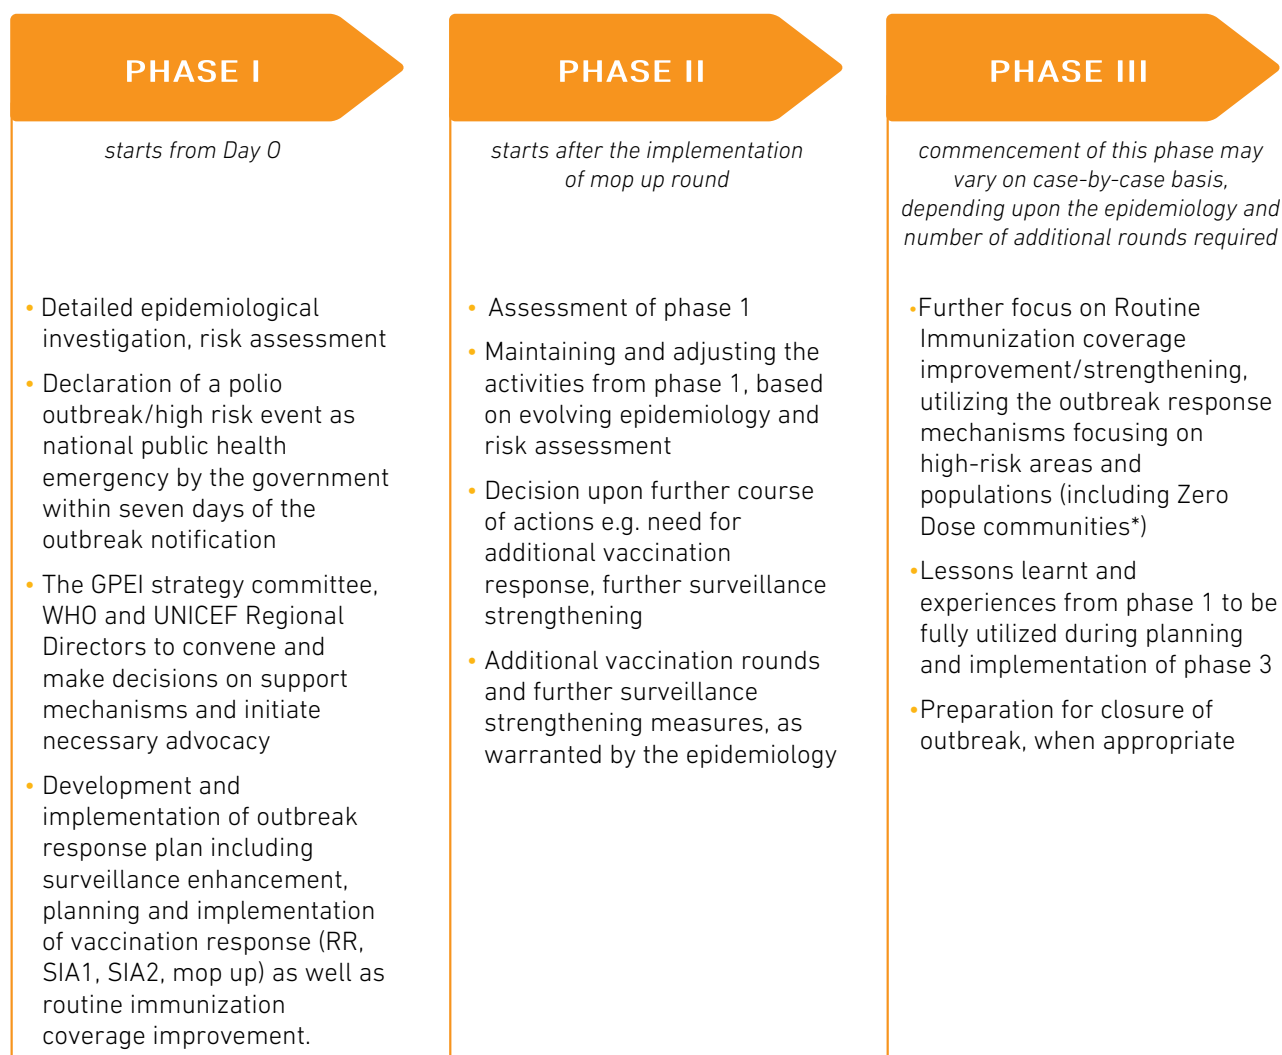 PHASE I
starts from Day 0
• Detailed epidemiological
investigation, risk assessment
• Declaration of a polio
outbreak/high risk event as
national public health
emergency by the government
within seven days of the
outbreak notification
• The GPEI strategy committee,
WHO and UNICEF Regional
Directors to convene and
make decisions on support
mechanisms and initiate
necessary advocacy
• Development and
implementation of outbreak
response plan including
surveillance enhancement,
planning and implementation
of vaccination response (RR,
SIA1, SIA2, mop up) as well as
routine immunization
coverage improvement.
PHASE II
starts after the implementation
of mop up round
• Assessment of phase 1
• Maintaining and adjusting the
activities from phase 1, based
on evolving epidemiology and
risk assessment
• Decision upon further course
of actions e.g. need for
additional vaccination
response, further surveillance
strengthening
• Additional vaccination rounds
and further surveillance
strengthening measures, as
warranted by the epidemiology
PHASE III
commencement of this phase may
vary on case-by-case basis,
depending upon the epidemiology and
number of additional rounds required
• Further focus on Routine
Immunization coverage
improvement/strengthening,
utilizing the outbreak response
mechanisms focusing on
high-risk areas and
populations (including Zero
Dose communities*)
• Lessons learnt and
experiences from phase 1 to be
fully utilized during planning
and implementation of phase 3
• Preparation for closure of
outbreak, when appropriate